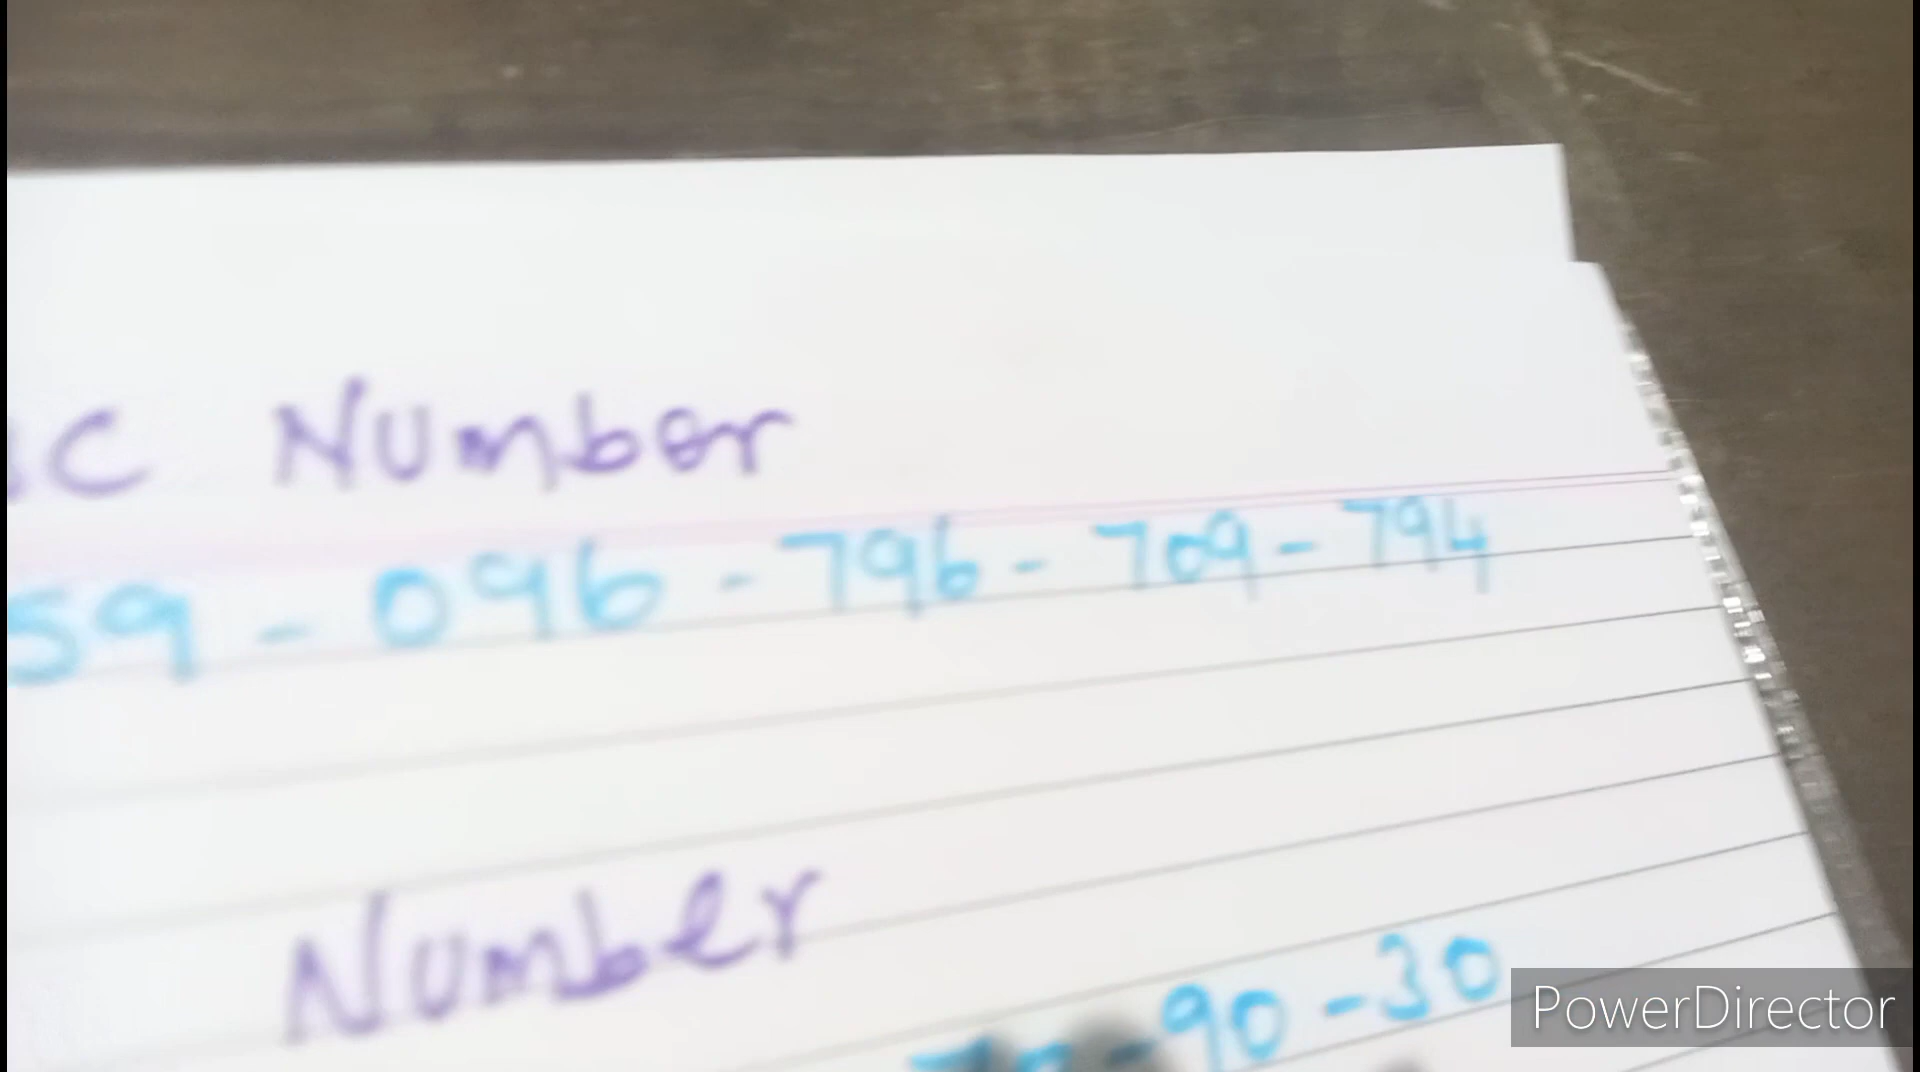 C Number
59 - 096 - 796 - 709 - 794
Number
-90 -30
PowerDirector